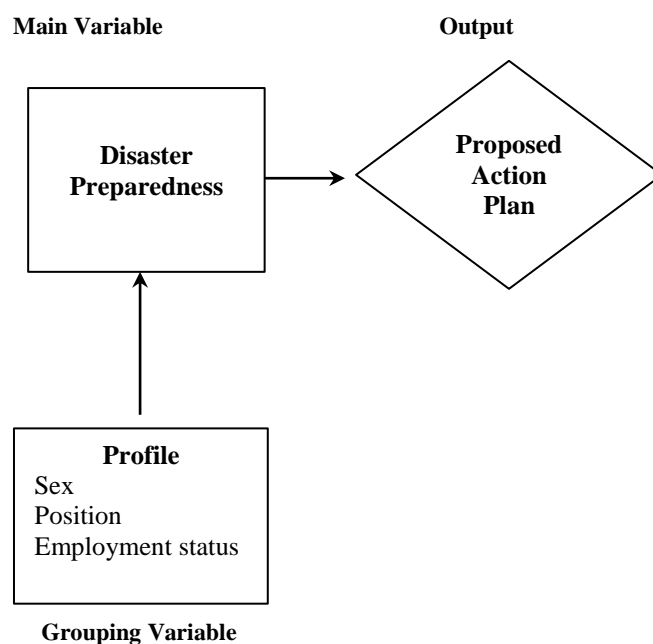 Main Variable
Output
Disaster
Preparedness
Proposed
Action
Plan
Profile
Sex
Position
Employment status
Grouping Variable